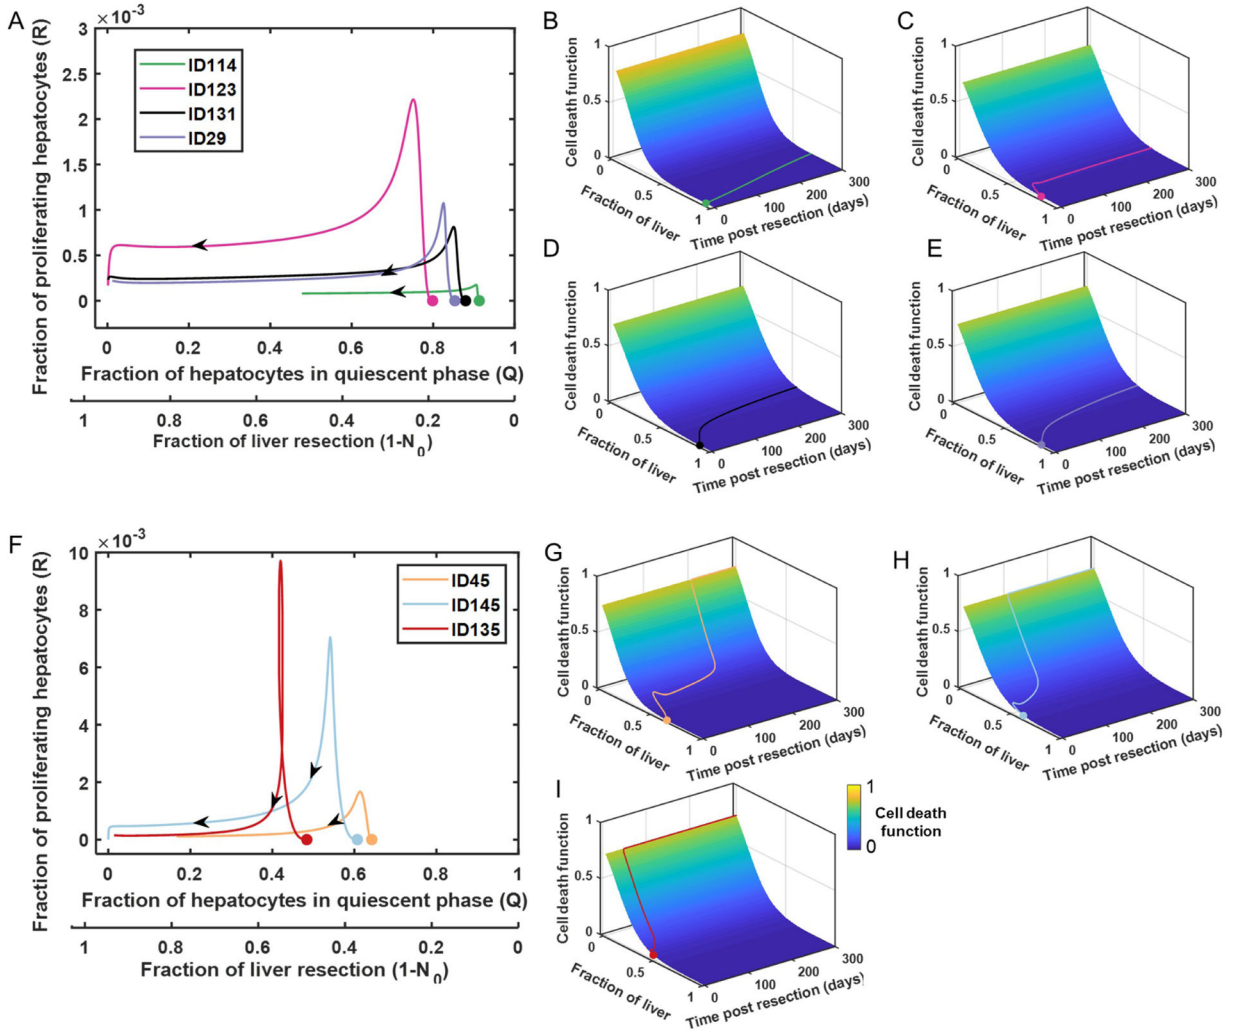 A
×10⁻³
3
2.5
2
1.5
1
0.5
0
Fraction of proliferating hepatocytes (R)
ID114
ID123
ID131
ID29
0 0.2 0.4 0.6 0.8 1
Fraction of hepatocytes in quiescent phase (Q)
1 0.8 0.6 0.4 0.2 0
Fraction of liver resection (1-N₀)
B
Cell death function
1
0.5
0
0.5
1
Fraction of liver
0
100
200
300
Time post resection (days)
C
Cell death function
1
0.5
0
0
0.5
1
Fraction of liver
0
100
200
300
Time post resection (days)
D
Cell death function
1
0.5
0
0
0.5
1
Fraction of liver
0
100
200
300
Time post resection (days)
E
Cell death function
1
0.5
0
0
0.5
1
Fraction of liver
0
100
200
300
Time post resection (days)
F
×10⁻³
10
8
6
4
2
0
Fraction of proliferating hepatocytes (R)
ID45
ID145
ID135
0 0.2 0.4 0.6 0.8 1
Fraction of hepatocytes in quiescent phase (Q)
1 0.8 0.6 0.4 0.2 0
Fraction of liver resection (1-N₀)
G
Cell death function
1
0.5
0
0
0.5
1
Fraction of liver
0
100
200
300
Time post resection (days)
H
Cell death function
1
0.5
0
0
0.5
1
Fraction of liver
0
100
200
300
Time post resection (days)
I
Cell death function
1
0.5
0
0
0.5
1
Fraction of liver
0
100
200
300
Time post resection (days)
1
Cell death
function
0